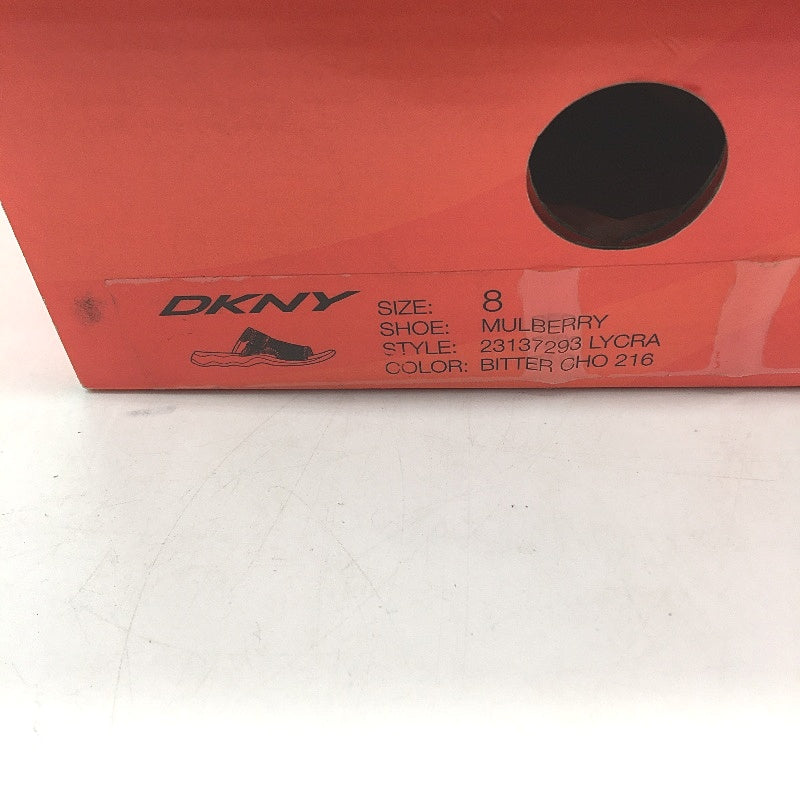 DKNY
SIZE: 8
SHOE: MULBERRY
STYLE: 23137293 LYCRA
COLOR: BITTER CHO 216